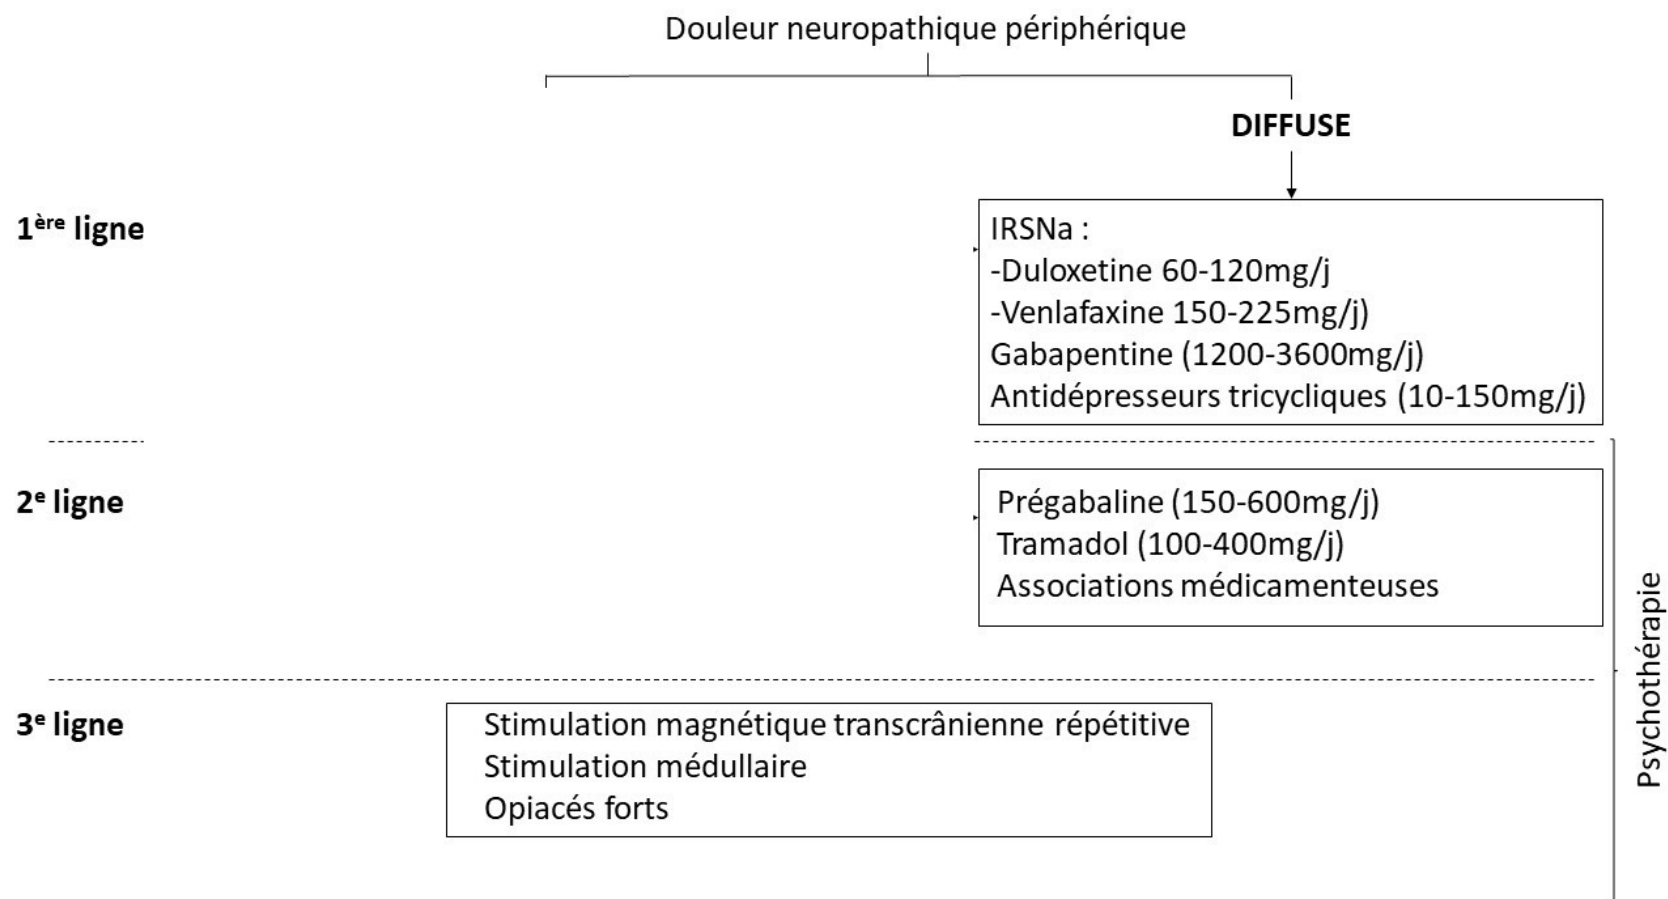 Douleur neuropathique périphérique
DIFFUSE
1ère ligne
IRSNa :
-Duloxetine 60-120mg/j
-Venlafaxine 150-225mg/j)
Gabapentine (1200-3600mg/j)
Antidépresseurs tricycliques (10-150mg/j)
2e ligne
Prégabaline (150-600mg/j)
Tramadol (100-400mg/j)
Associations médicamenteuses
3e ligne
Stimulation magnétique transcrânienne répétitive
Stimulation médullaire
Opiacés forts
Psychothérapie